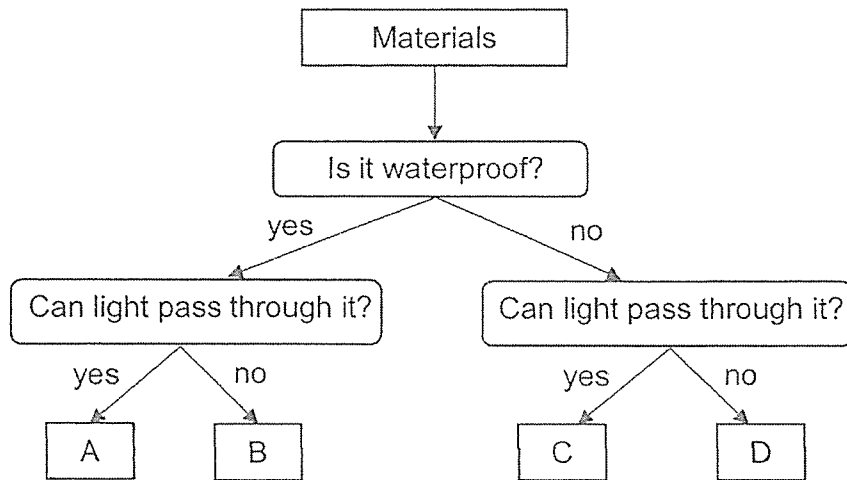 Materials
Is it waterproof?
yes
no
Can light pass through it?
Can light pass through it?
yes
no
yes
no
A
B
C
D